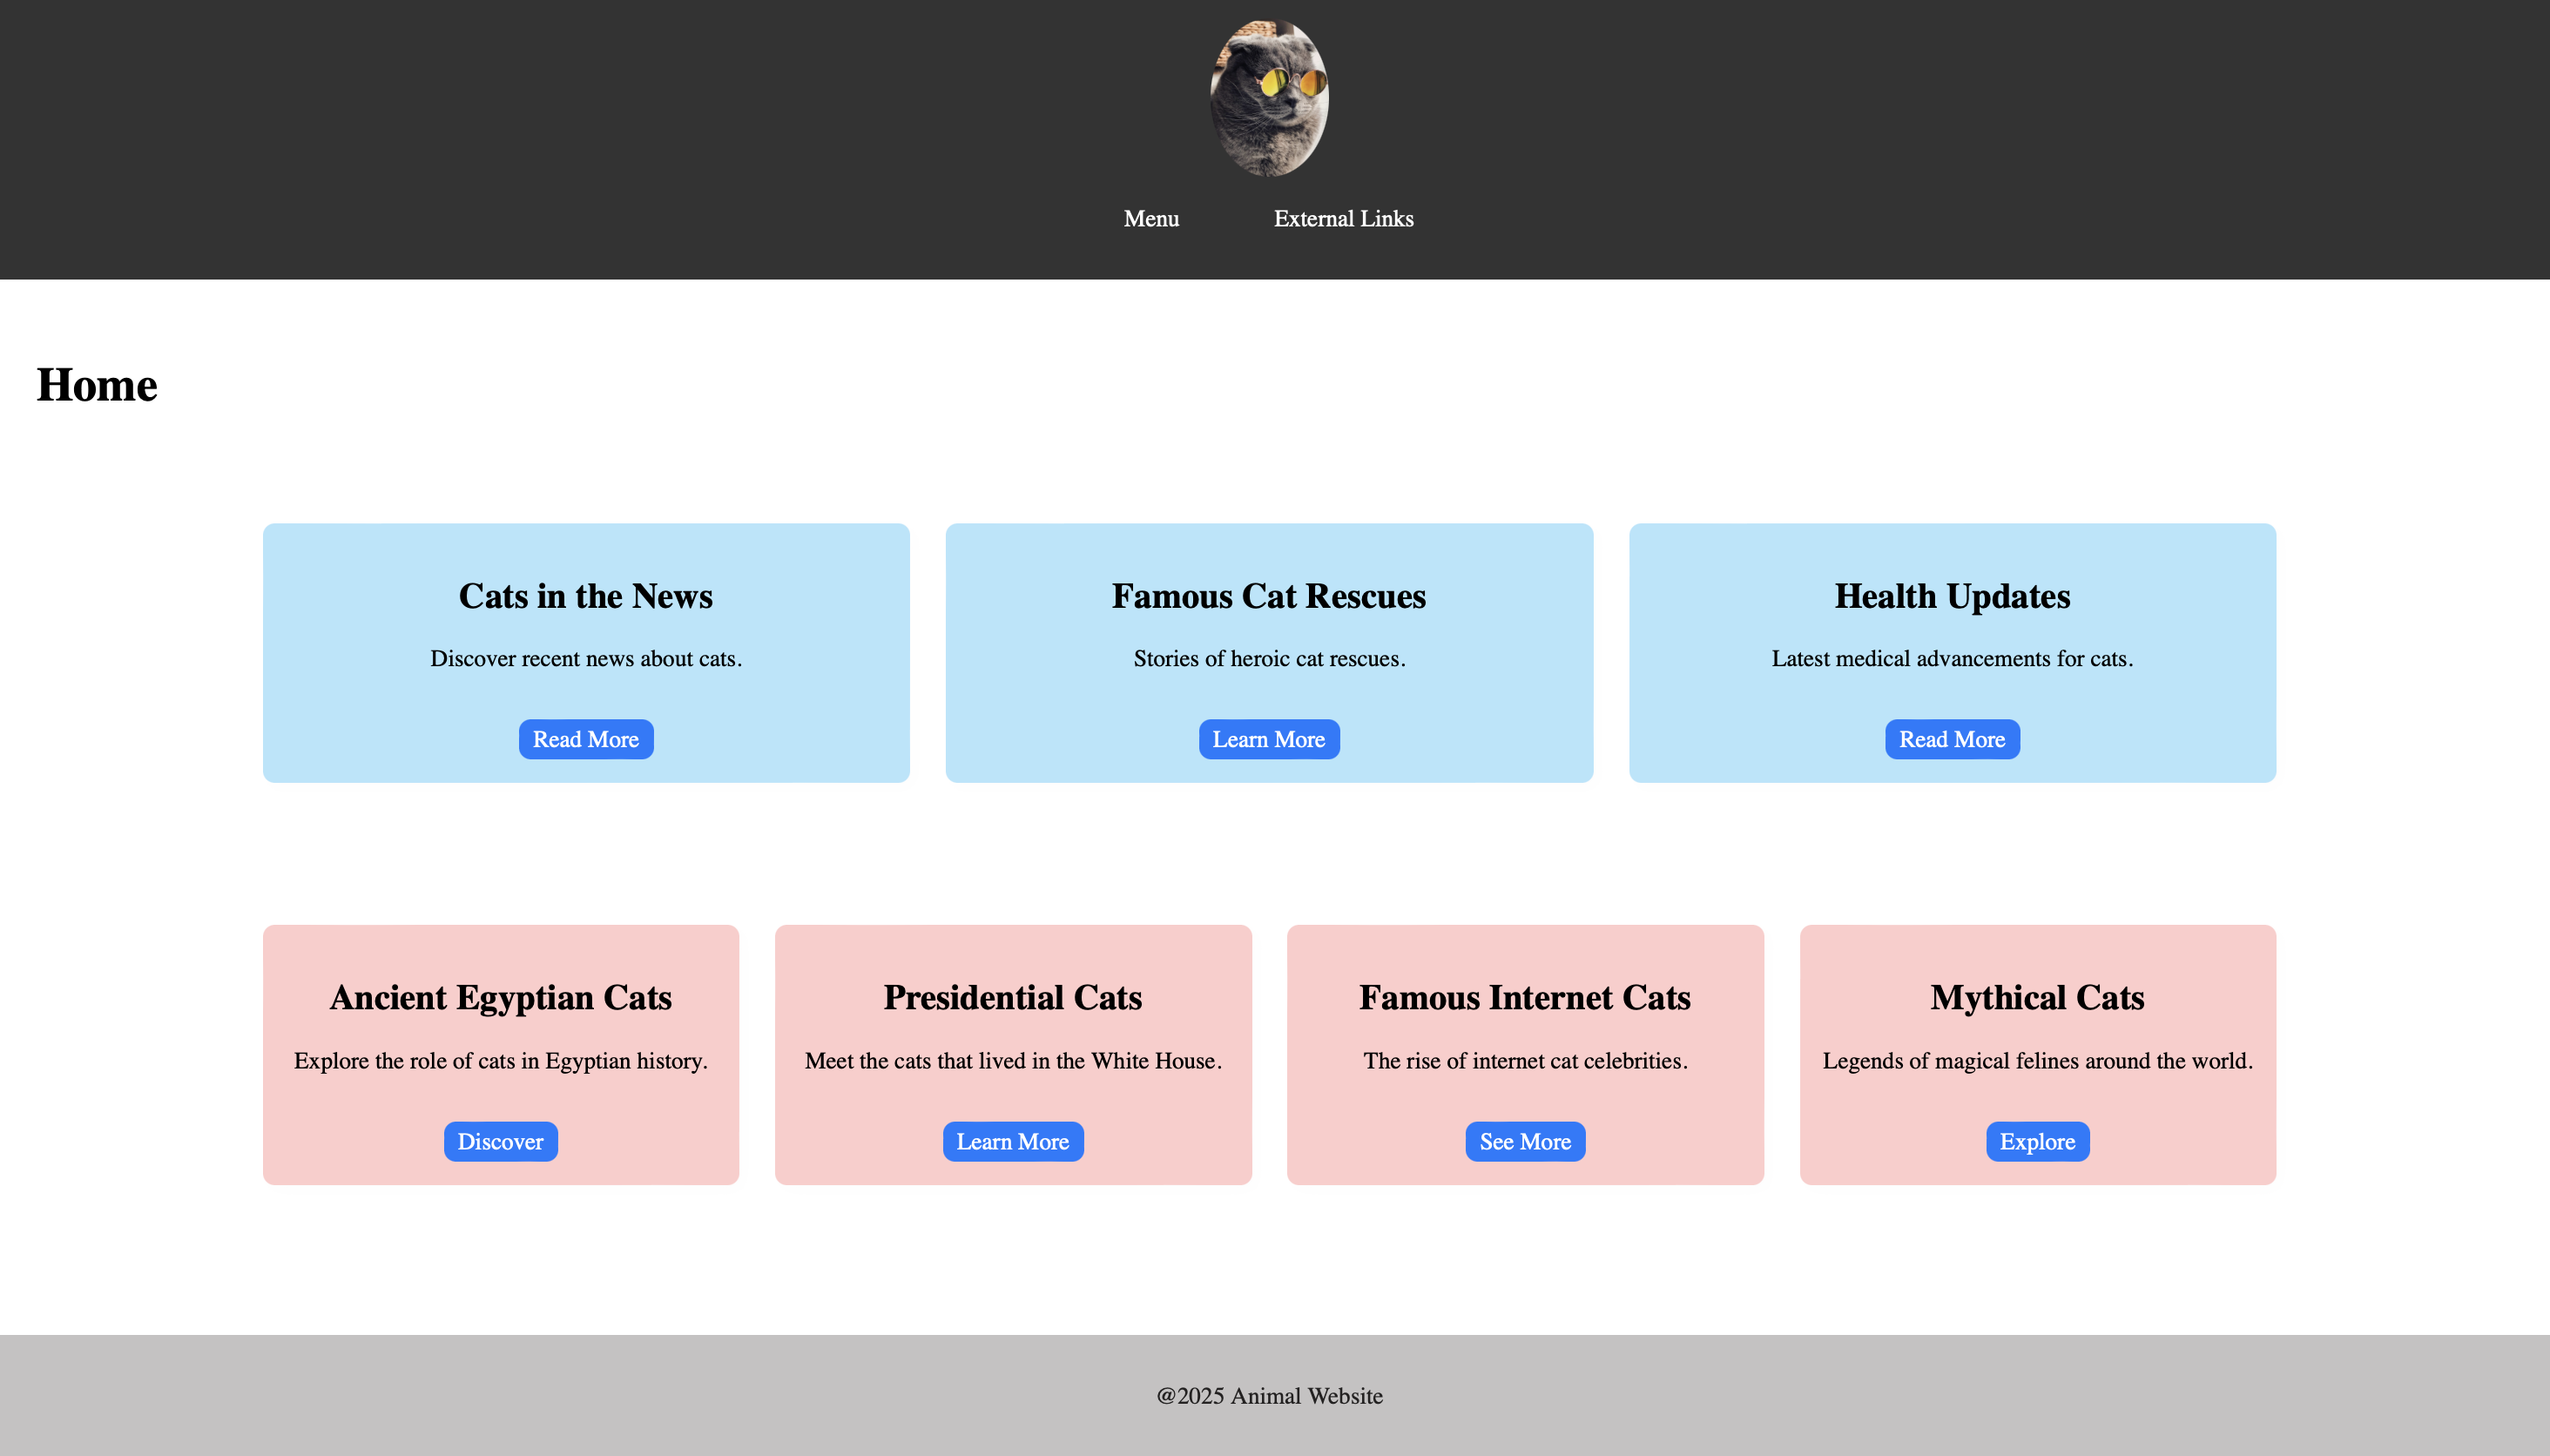 Menu External Links
Home
Cats in the News
Discover recent news about cats.
Read More
Famous Cat Rescues
Stories of heroic cat rescues.
Learn More
Health Updates
Latest medical advancements for cats.
Read More
Ancient Egyptian Cats
Explore the role of cats in Egyptian history.
Discover
Presidential Cats
Meet the cats that lived in the White House.
Learn More
Famous Internet Cats
The rise of internet cat celebrities.
See More
Mythical Cats
Legends of magical felines around the world.
Explore
@2025 Animal Website